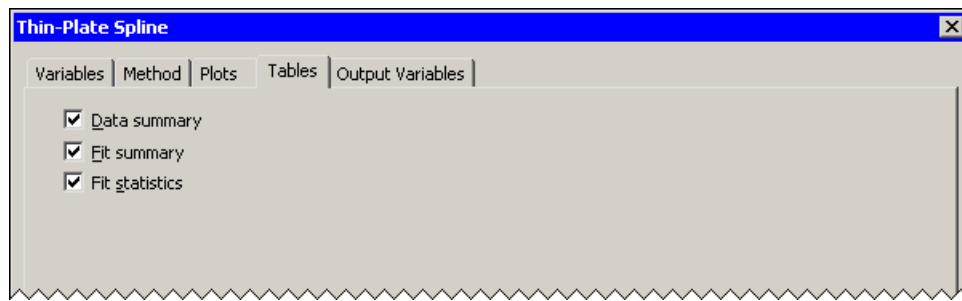 Thin-Plate Spline
Variables Method Plots Tables Output Variables
Data summary
Fit summary
Fit statistics